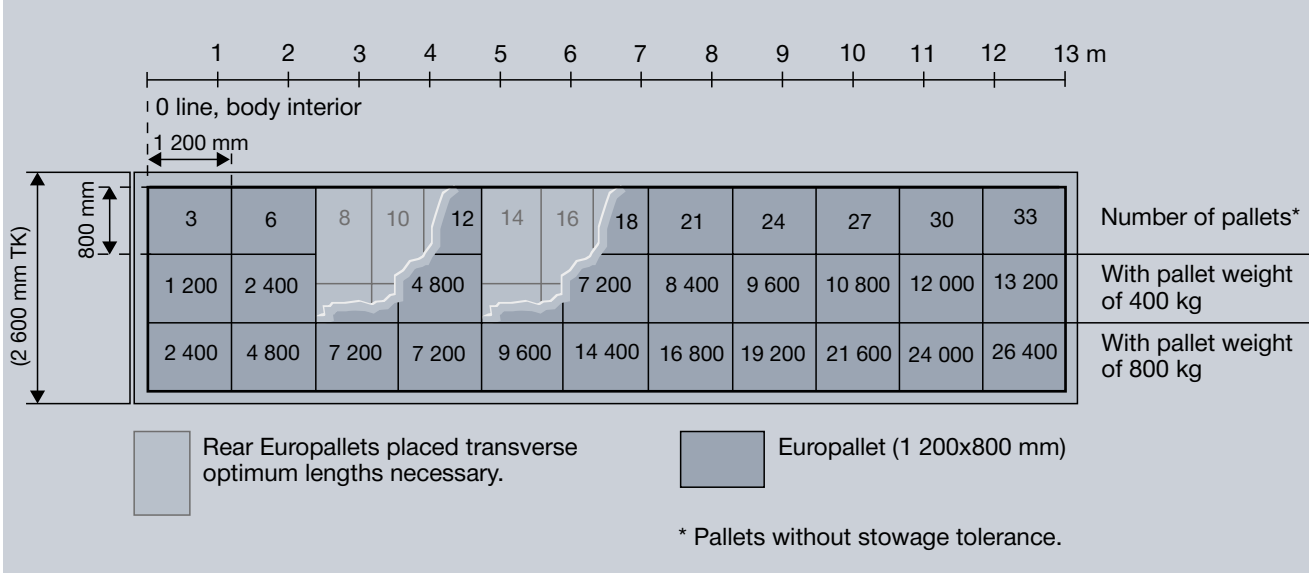 1 2 3 4 5 6 7 8 9 10 11 12 13 m
0 line, body interior
1 200 mm
(2 600 mm TK)
800 mm
3 6 8 10 12 14 16 18 21 24 27 30 33 Number of pallets*
1 200 2 400 4 800 7 200 8 400 9 600 10 800 12 000 13 200 With pallet weight
of 400 kg
2 400 4 800 7 200 7 200 9 600 14 400 16 800 19 200 21 600 24 000 26 400 With pallet weight
of 800 kg
Rear Europallets placed transverse
optimum lengths necessary.
Europallet (1 200x800 mm)
* Pallets without stowage tolerance.